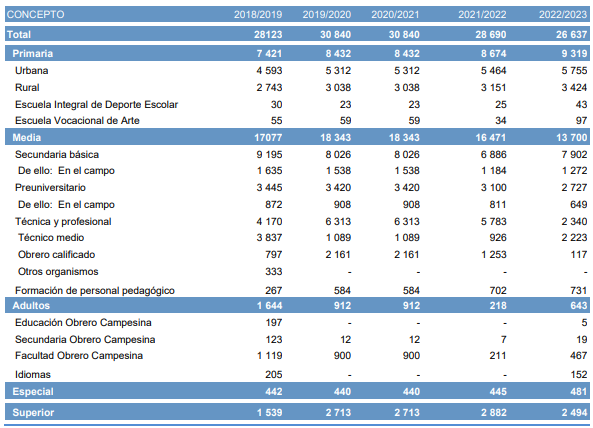 CONCEPTO 2018/2019 2019/2020 2020/2021 2021/2022 2022/2023
Total 28123 30 840 30 840 28 690 26 637
Primaria 7 421 8 432 8 432 8 674 9 319
Urbana 4 593 5 312 5 312 5 464 5 755
Rural 2 743 3 038 3 038 3 151 3 424
Escuela Integral de Deporte Escolar 30 23 23 25 43
Escuela Vocacional de Arte 55 59 59 34 97
Media 17077 18 343 18 343 16 471 13 700
Secundaria básica 9 195 8 026 8 026 6 886 7 902
De ello: En el campo 1 635 1 538 1 538 1 184 1 272
Preuniversitario 3 445 3 420 3 420 3 100 2 727
De ello: En el campo 872 908 908 811 649
Técnica y profesional 4 170 6 313 6 313 5 783 2 340
Técnico medio 3 837 1 089 1 089 926 2 223
Obrero calificado 797 2 161 2 161 1 253 117
Otros organismos 333 - - - -
Formación de personal pedagógico 267 584 584 702 731
Adultos 1 644 912 912 218 643
Educación Obrero Campesina 197 - - - 5
Secundaria Obrero Campesina 123 12 12 7 19
Facultad Obrero Campesina 1 119 900 900 211 467
Idiomas 205 - - - 152
Especial 442 440 440 445 481
Superior 1 539 2 713 2 713 2 882 2 494